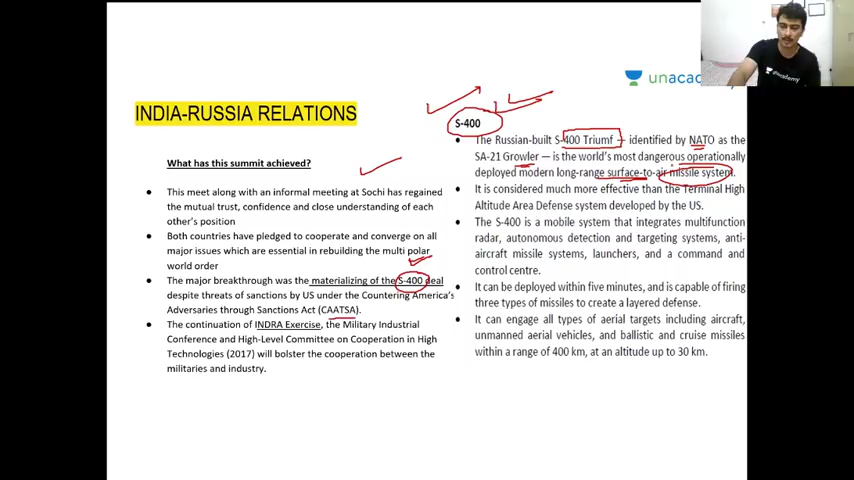 unacad
INDIA-RUSSIA RELATIONS
What has this summit achieved?
• This meet along with an informal meeting at Sochi has regained
the mutual trust, confidence and close understanding of each
other's position
• Both countries have pledged to cooperate and converge on all
major issues which are essential in rebuilding the multi polar
world order
• The major breakthrough was the materializing of the S-400 deal
despite threats of sanctions by US under the Countering America's
Adversaries through Sanctions Act (CAATSA).
• The continuation of INDRA Exercise, the Military Industrial
Conference and High-Level Committee on Cooperation in High
Technologies (2017) will bolster the cooperation between the
militaries and industry.
S-400
• The Russian-built S-400 Triumf — identified by NATO as the
SA-21 Growler — is the world's most dangerous operationally
deployed modern long-range surface-to-air missile system.
• It is considered much more effective than the Terminal High
Altitude Area Defense system developed by the US.
• The S-400 is a mobile system that integrates multifunction
radar, autonomous detection and targeting systems, anti-
aircraft missile systems, launchers, and a command and
control centre.
• It can be deployed within five minutes, and is capable of
firing three types of missiles to create a layered defense.
• It can engage all types of aerial targets including aircraft,
unmanned aerial vehicles, and ballistic and cruise missiles
within a range of 400 km, at an altitude up to 30 km.
unacademy